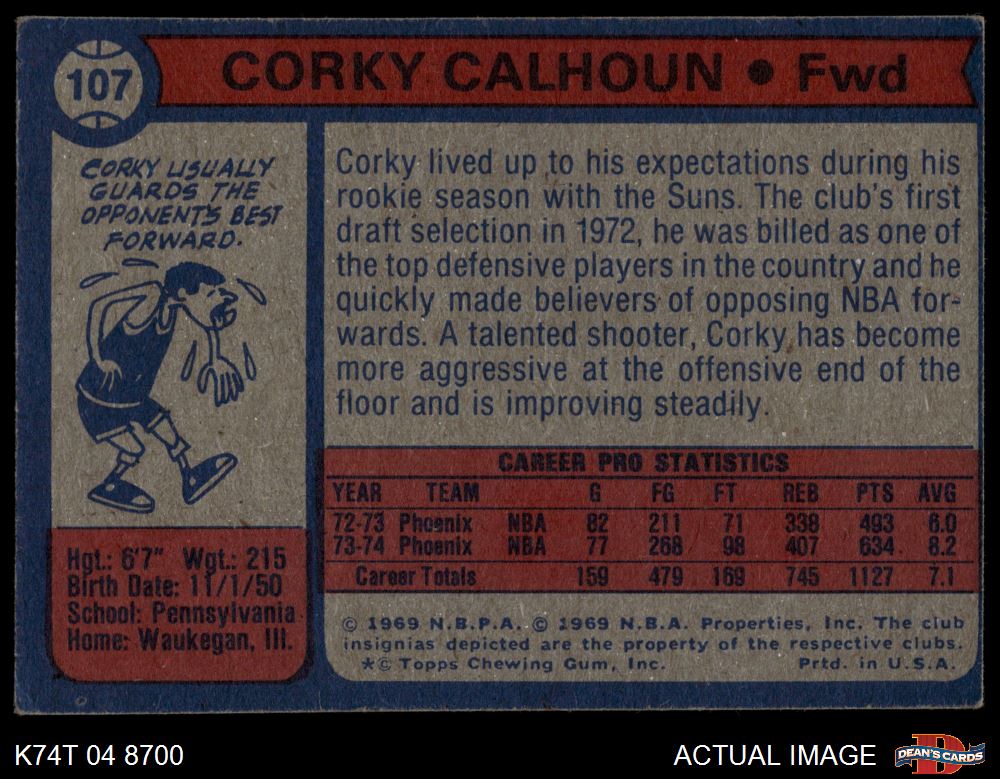 107
CORKY CALHOUN • Fwd
CORKY USUALLY
GUARDS THE
OPPONENT'S BEST
FORWARD.
Corky lived up to his expectations during his
rookie season with the Suns. The club's first
draft selection in 1972, he was billed as one of
the top defensive players in the country and he
quickly made believers of opposing NBA for-
wards. A talented shooter, Corky has become
more aggressive at the offensive end of the
floor and is improving steadily.
CAREER PRO STATISTICS
YEAR TEAM G FG FT REB PTS AVG
72-73 Phoenix NBA 82 211 71 338 493 6.0
73-74 Phoenix NBA 77 268 98 407 634 8.2
Career Totals 159 479 169 745 1127 7.1
Hgt.: 6'7" Wgt.: 215
Birth Date: 11/1/50
School: Pennsylvania
Home: Waukegan, Ill.
© 1969 N.B.P.A. © 1969 N.B.A. Properties, Inc. The club
insignias depicted are the property of the respective clubs.
*© Topps Chewing Gum, Inc. Prtd. in U.S.A.
K74T 04 8700
ACTUAL IMAGE
DEAN'S CARDS